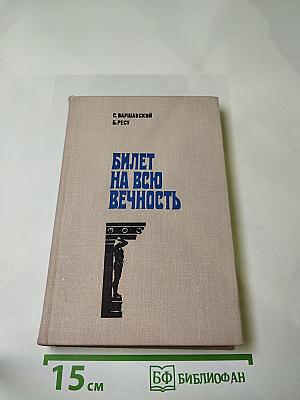 С. ВАРШАВСКИЙ
Б. РЕСТ
БИЛЕТ
НА ВСЮ
ВЕЧНОСТЬ
15 см
БФ БИБЛИОФАН